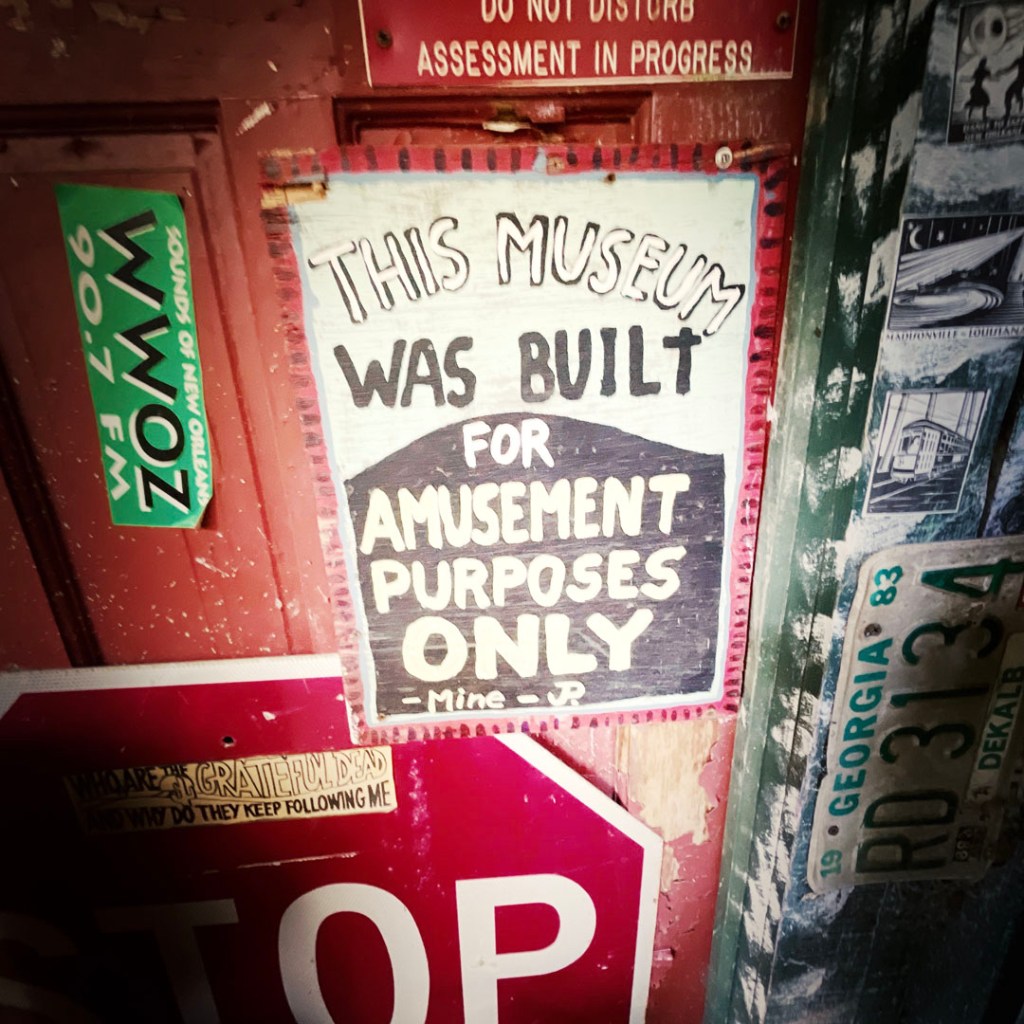 DO NOT DISTURB
ASSESSMENT IN PROGRESS
THIS MUSEUM
WAS BUILT
FOR
AMUSEMENT
PURPOSES
ONLY
- Mine - JP.
SOUNDS OF NEW ORLEANS
WWOZ
90.7 FM
WHO ARE THE GRATEFUL DEAD
AND WHY DO THEY KEEP FOLLOWING ME
STOP
MADISONVILLE - LOUISIANA
19 • GEORGIA • 83
RD 3134
DEKALB